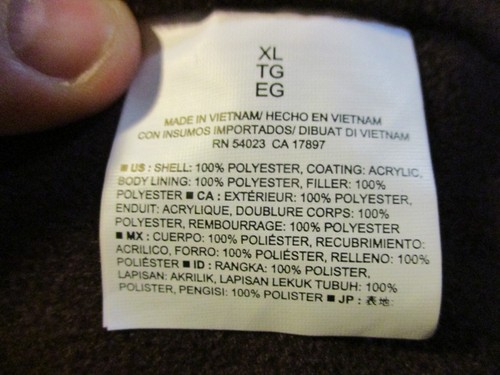 XL
TG
EG
MADE IN VIETNAM/ HECHO EN VIETNAM
CON INSUMOS IMPORTADOS/ DIBUAT DI VIETNAM
RN 54023 CA 17897
■ US : SHELL: 100% POLYESTER, COATING: ACRYLIC,
BODY LINING: 100% POLYESTER, FILLER: 100%
POLYESTER ■ CA : EXTÉRIEUR: 100% POLYESTER,
ENDUIT: ACRYLIQUE, DOUBLURE CORPS: 100%
POLYESTER, REMBOURRAGE: 100% POLYESTER
■ MX : CUERPO: 100% POLIÉSTER, RECUBRIMIENTO:
ACRILICO, FORRO: 100% POLIÉSTER, RELLENO: 100%
POLIÉSTER ■ ID : RANGKA: 100% POLISTER,
LAPISAN: AKRILIK, LAPISAN LEKUK TUBUH: 100%
POLISTER, PENGISI: 100% POLISTER ■ JP : 表地: